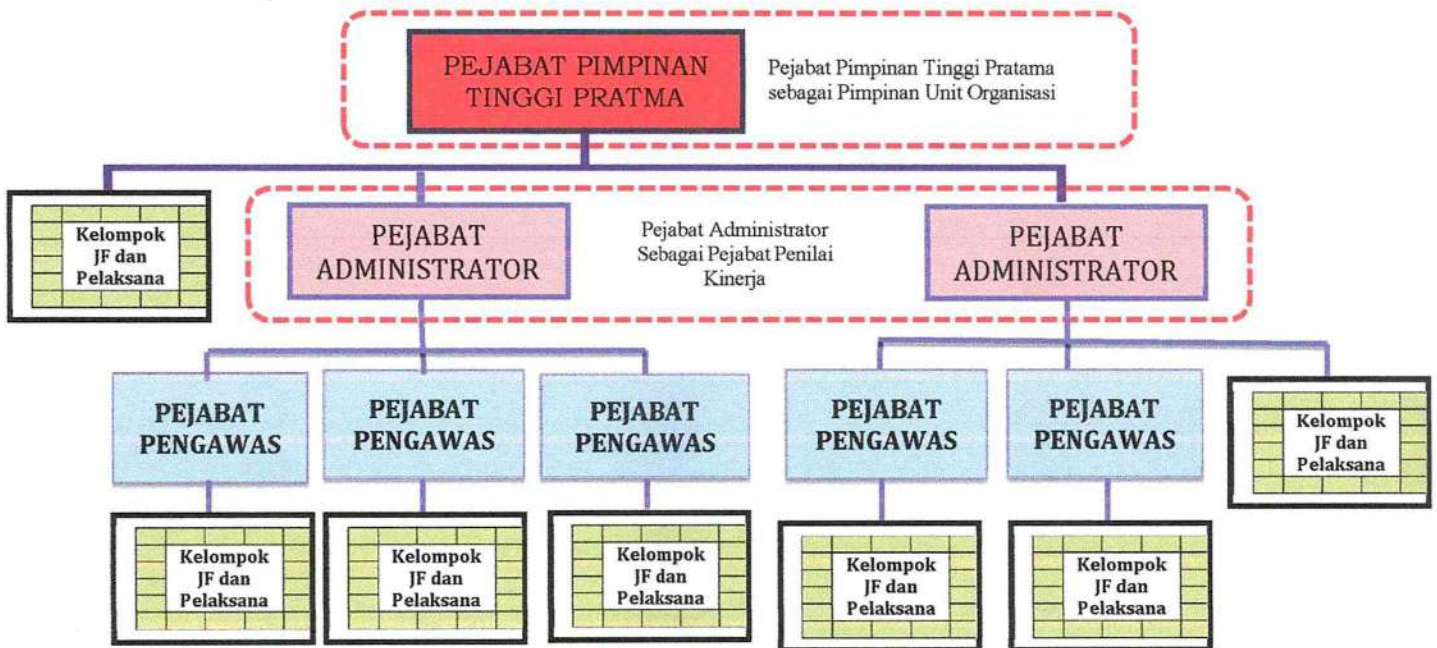 PEJABAT PIMPINAN
TINGGI PRATMA
Pejabat Pimpinan Tinggi Pratama
sebagai Pimpinan Unit Organisasi
Kelompok
JF dan
Pelaksana
PEJABAT
ADMINISTRATOR
Pejabat Administrator
Sebagai Pejabat Penilai
Kinerja
PEJABAT
ADMINISTRATOR
PEJABAT
PENGAWAS
PEJABAT
PENGAWAS
PEJABAT
PENGAWAS
PEJABAT
PENGAWAS
PEJABAT
PENGAWAS
Kelompok
JF dan
Pelaksana
Kelompok
JF dan
Pelaksana
Kelompok
JF dan
Pelaksana
Kelompok
JF dan
Pelaksana
Kelompok
JF dan
Pelaksana
Kelompok
JF dan
Pelaksana